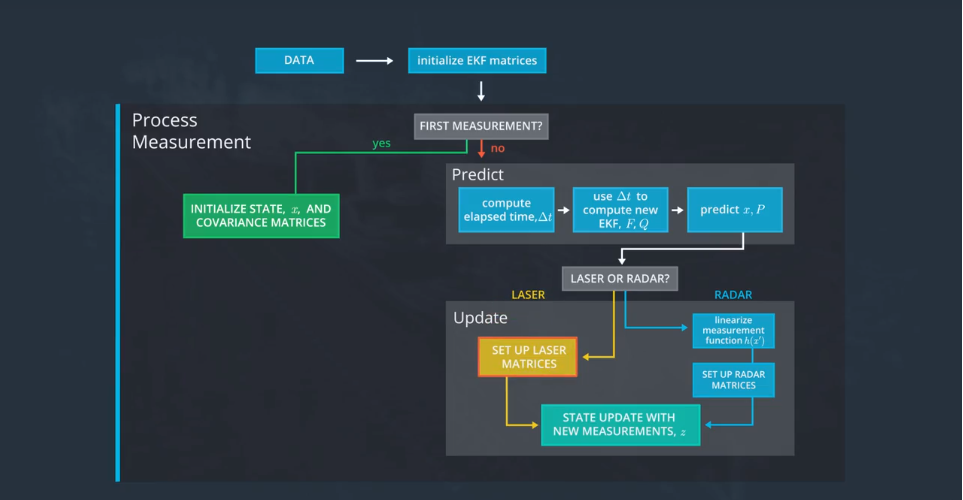 DATA
initialize EKF matrices
Process
Measurement
FIRST MEASUREMENT?
yes
no
INITIALIZE STATE, x, AND
COVARIANCE MATRICES
Predict
compute
elapsed time,Δt
use Δt to
compute new
EKF, F, Q
predict x, P
LASER OR RADAR?
LASER
RADAR
Update
linearize
measurement
function h(x′)
SET UP LASER
MATRICES
SET UP RADAR
MATRICES
STATE UPDATE WITH
NEW MEASUREMENTS, z